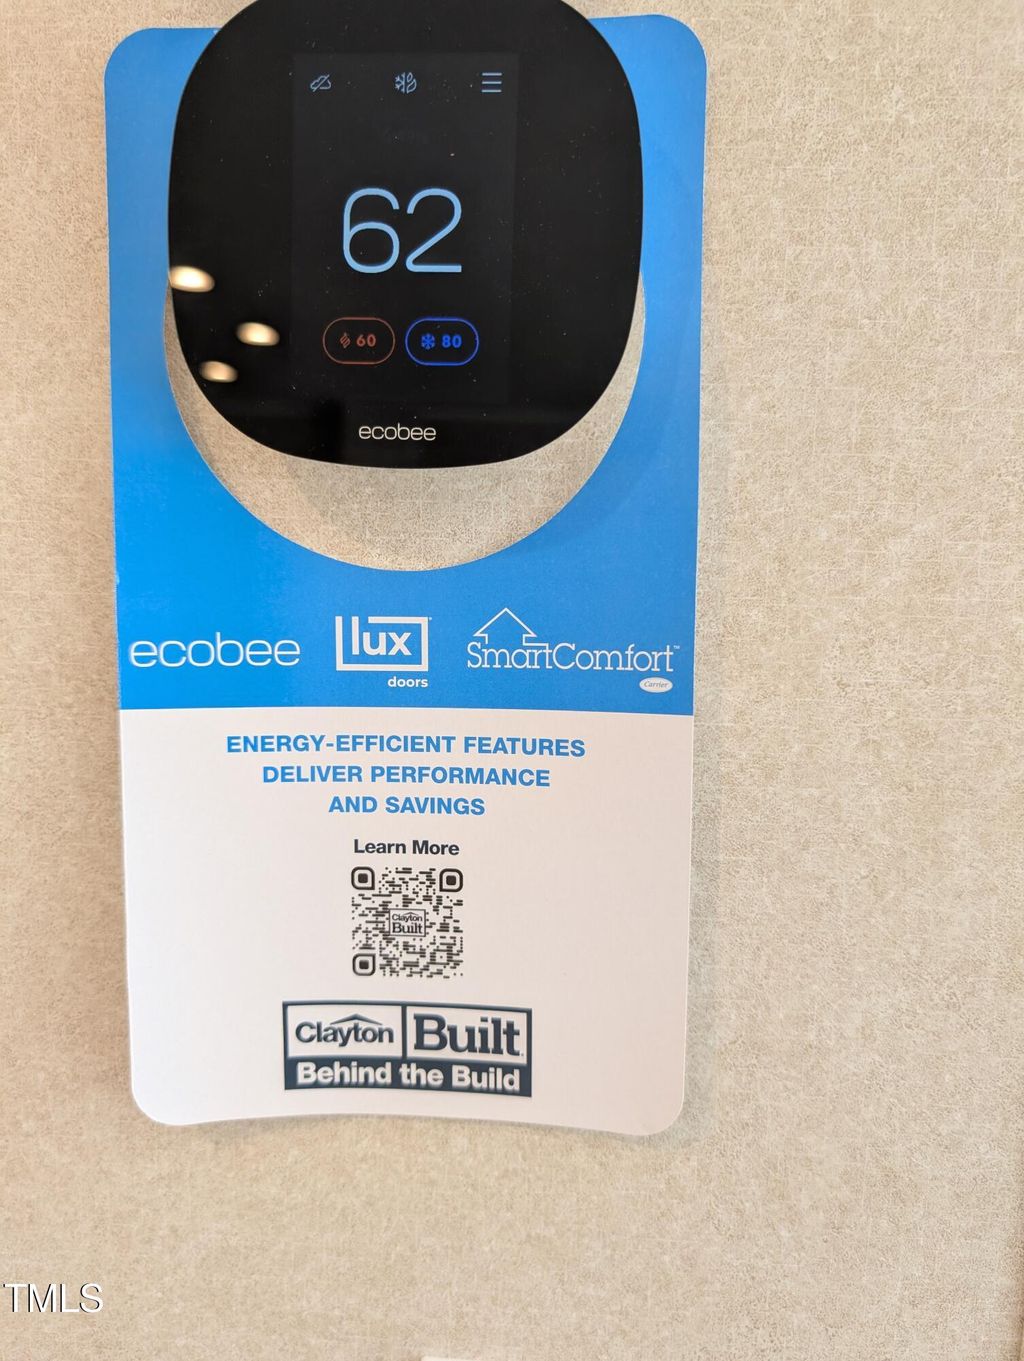 62
60 80
ecobee
ecobee lux doors SmartComfort™
Carrier
ENERGY-EFFICIENT FEATURES
DELIVER PERFORMANCE
AND SAVINGS
Learn More
Clayton
Built
Clayton Built
Behind the Build
TMLS